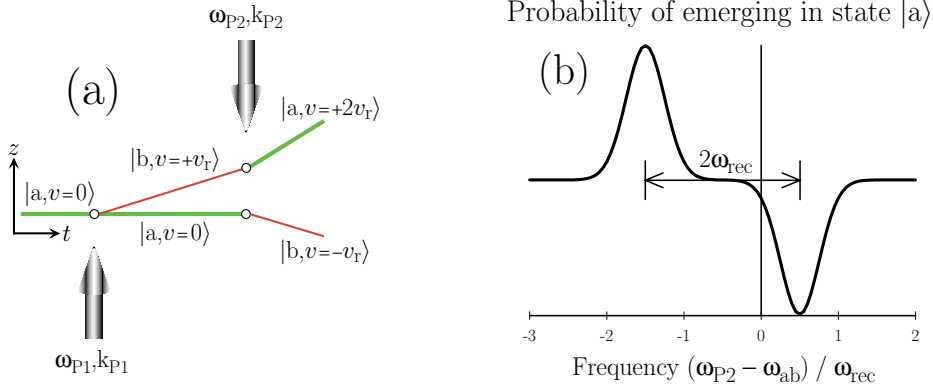 (a)
ω_P2,k_P2
|a,v=+2v_r⟩
|b,v=+v_r⟩
z
|a,v=0⟩
t
|a,v=0⟩
|b,v=−v_r⟩
ω_P1,k_P1
Probability of emerging in state |a⟩
(b)
2ω_rec
-3 -2 -1 0 1 2
Frequency (ω_P2 − ω_ab) / ω_rec